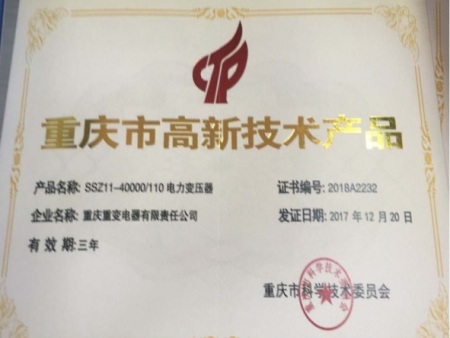 CTP
重庆市高新技术产品
产品名称: SSZ11-40000/110 电力变压器
证书编号: 2018A2232
企业名称: 重庆重变电器有限责任公司
发证日期: 2017 年 12 月 20 日
有 效 期: 三年
重庆市科学技术委员会